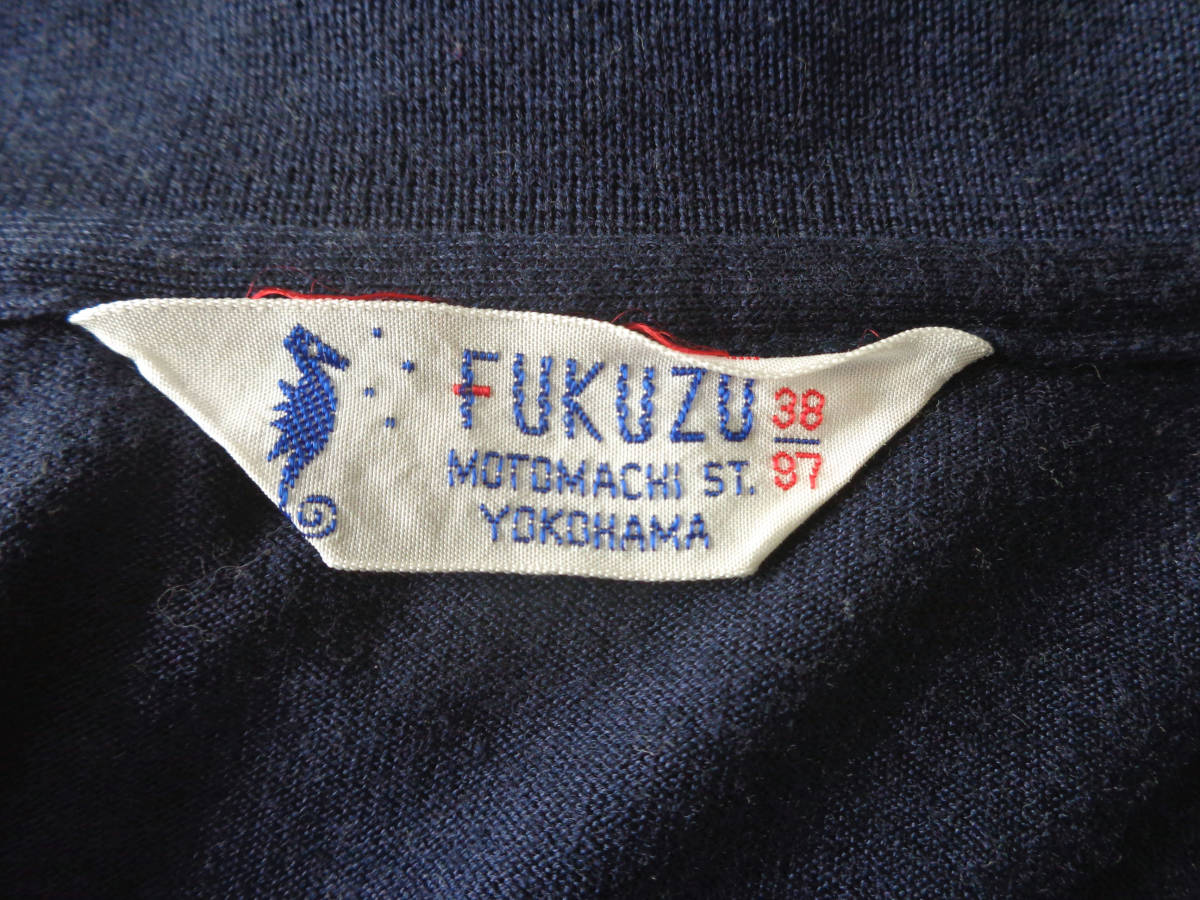 FUKUZU
MOTOMACHI ST.
YOKOHAMA
38
97